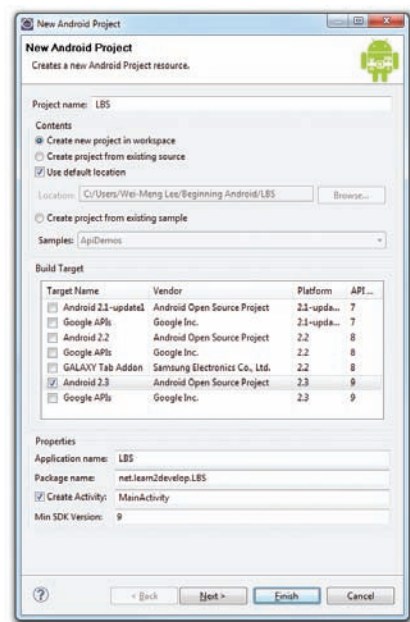 New Android Project
New Android Project
Creates a new Android Project resource.
Project name: LBS
Contents
Create new project in workspace
Create project from existing source
Use default location
Location: C:/Users/Wei-Meng Lee/Beginning Android/LBS Browse...
Create project from existing sample
Samples: ApiDemos
Build Target
Target Name Vendor Platform API ...
Android 2.1-update1 Android Open Source Project 2.1-upda... 7
Google APIs Google Inc. 2.1-upda... 7
Android 2.2 Android Open Source Project 2.2 8
Google APIs Google Inc. 2.2 8
GALAXY Tab Addon Samsung Electronics Co., Ltd. 2.2 8
Android 2.3 Android Open Source Project 2.3 9
Google APIs Google Inc. 2.3 9
Properties
Application name: LBS
Package name: net.learn2develop.LBS
Create Activity: MainActivity
Min SDK Version: 9
? < Back Next > Finish Cancel